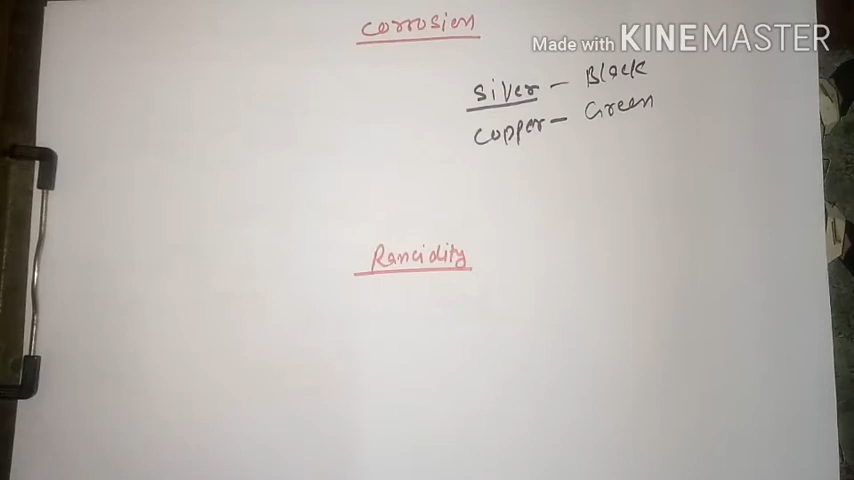 Corrosion
Made with KINEMASTER
Silver - Black
Copper - Green
Rancidity